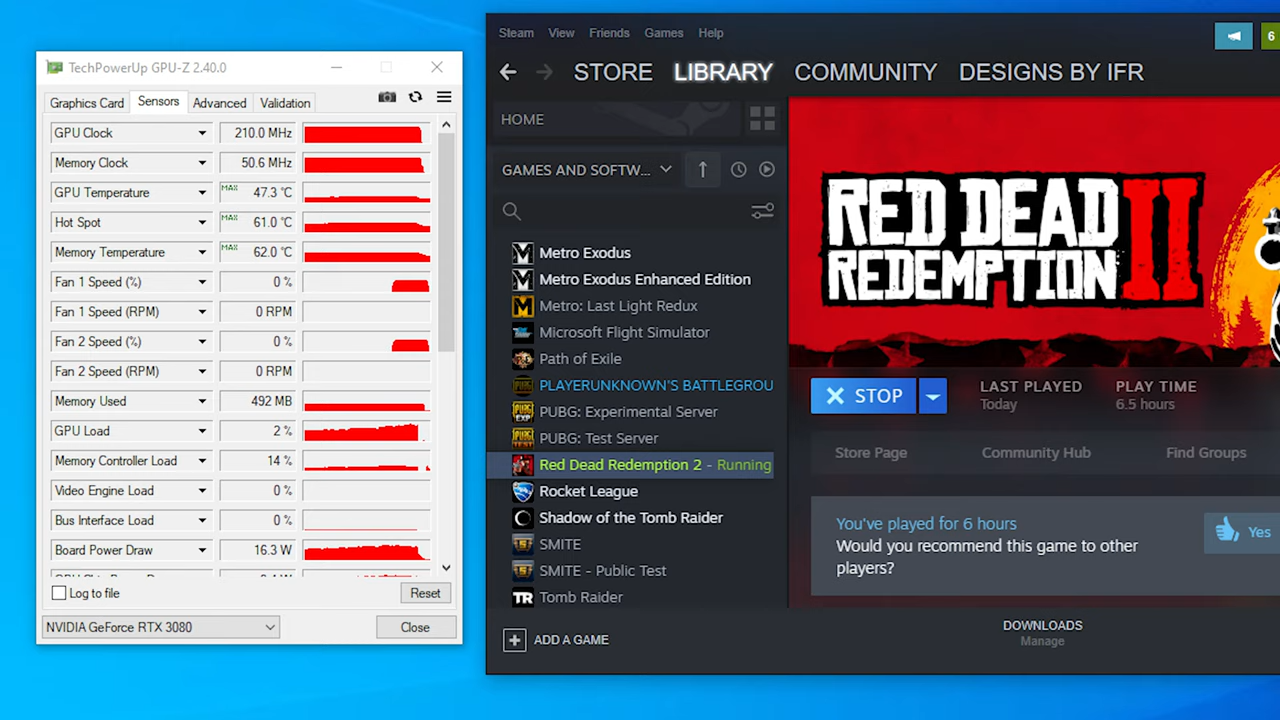 TechPowerUp GPU-Z 2.40.0
Graphics Card
Sensors
Advanced
Validation
GPU Clock 210.0 MHz
Memory Clock 50.6 MHz
GPU Temperature MAX 47.3 °C
Hot Spot MAX 61.0 °C
Memory Temperature MAX 62.0 °C
Fan 1 Speed (%) 0 %
Fan 1 Speed (RPM) 0 RPM
Fan 2 Speed (%) 0 %
Fan 2 Speed (RPM) 0 RPM
Memory Used 492 MB
GPU Load 2 %
Memory Controller Load 14 %
Video Engine Load 0 %
Bus Interface Load 0 %
Board Power Draw 16.3 W
Log to file
Reset
NVIDIA GeForce RTX 3080
Close
Steam View Friends Games Help
6
STORE LIBRARY COMMUNITY DESIGNS BY IFR
HOME
GAMES AND SOFTW...
Metro Exodus
Metro Exodus Enhanced Edition
Metro: Last Light Redux
Microsoft Flight Simulator
Path of Exile
PLAYERUNKNOWN'S BATTLEGROU
PUBG: Experimental Server
PUBG: Test Server
Red Dead Redemption 2 - Running
Rocket League
Shadow of the Tomb Raider
SMITE
SMITE - Public Test
Tomb Raider
ADD A GAME
RED DEAD
REDEMPTION II
STOP
LAST PLAYED
Today
PLAY TIME
6.5 hours
Store Page
Community Hub
Find Groups
You've played for 6 hours
Would you recommend this game to other
players?
Yes
DOWNLOADS
Manage